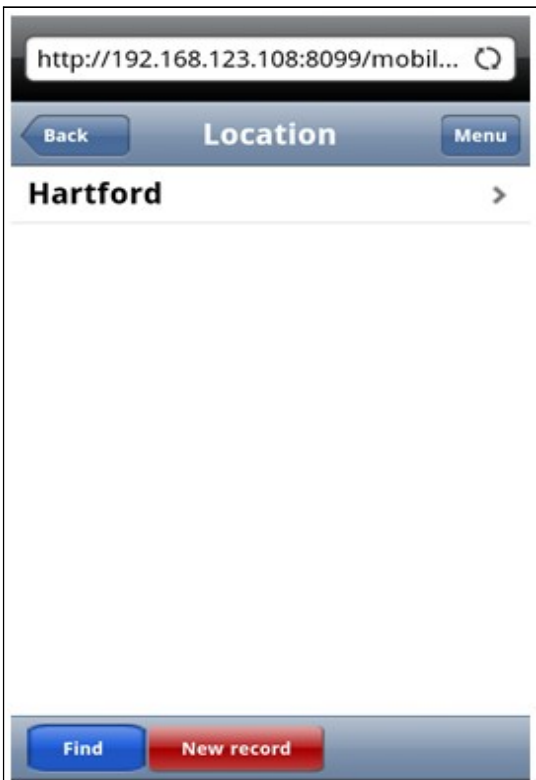 http://192.168.123.108:8099/mobil...
Back Location Menu
Hartford
Find New record